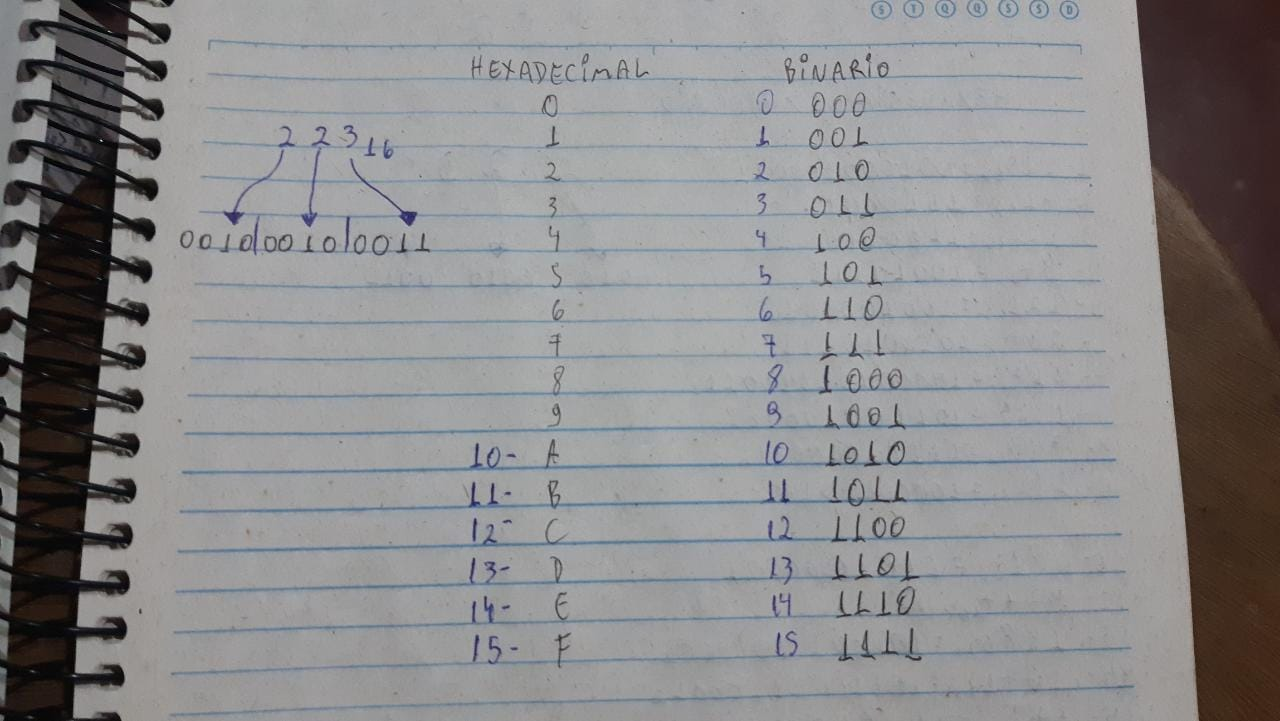 S T Q Q S S D
HEXADECIMAL BINARIO
0 0 000
2 2 3 16 1 1 001
2 2 010
3 3 011
0010|0010|0011 4 4 100
5 5 101
6 6 110
7 7 111
8 8 1000
9 9 1001
10- A 10 1010
11- B 11 1011
12- C 12 1100
13- D 13 1101
14- E 14 1110
15- F 15 1111